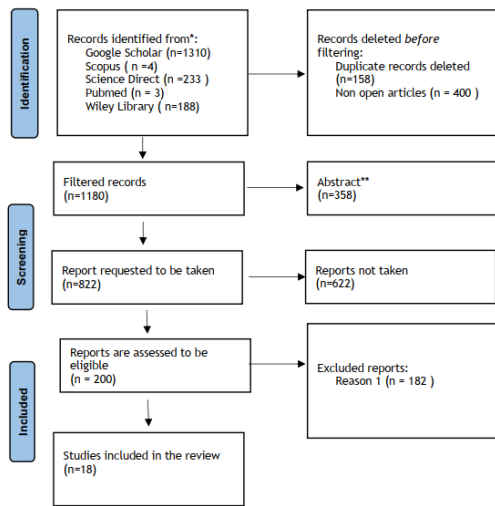 Identification
Records identified from*:
Google Scholar (n=1310)
Scopus ( n =4)
Science Direct (n =233 )
Pubmed (n = 3)
Wiley Library ( n=188)
Records deleted before
filtering:
Duplicate records deleted
(n=158)
Non open articles (n = 400 )
Screening
Filtered records
(n=1180)
Abstract**
(n=358)
Report requested to be taken
(n=822)
Reports not taken
(n=622)
Reports are assessed to be
eligible
(n = 200)
Excluded reports:
Reason 1 (n = 182 )
Included
Studies included in the review
(n=18)